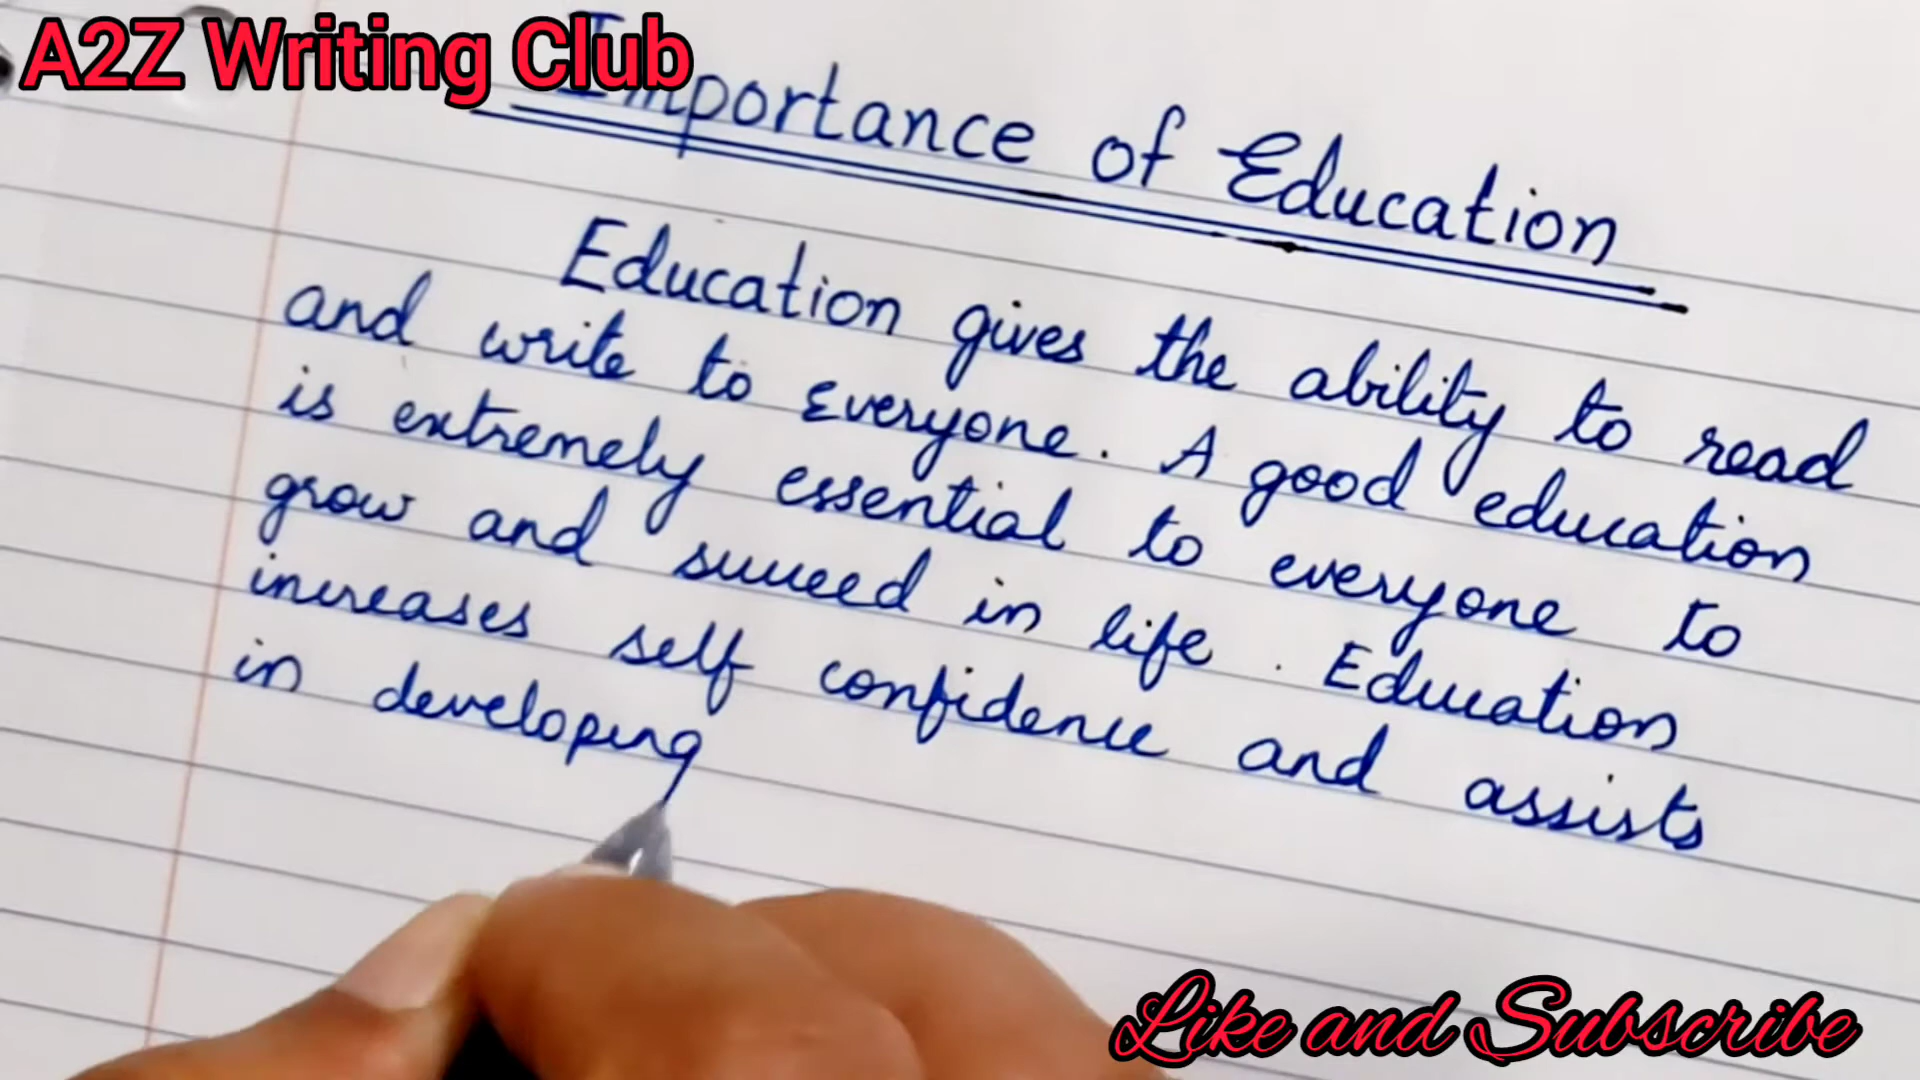 A2Z Writing Club
Importance of Education
Education gives the ability to read
and write to everyone. A good education
is extremely essential to everyone to
grow and succeed in life. Education
increases self confidence and assists
in developing
Like and Subscribe